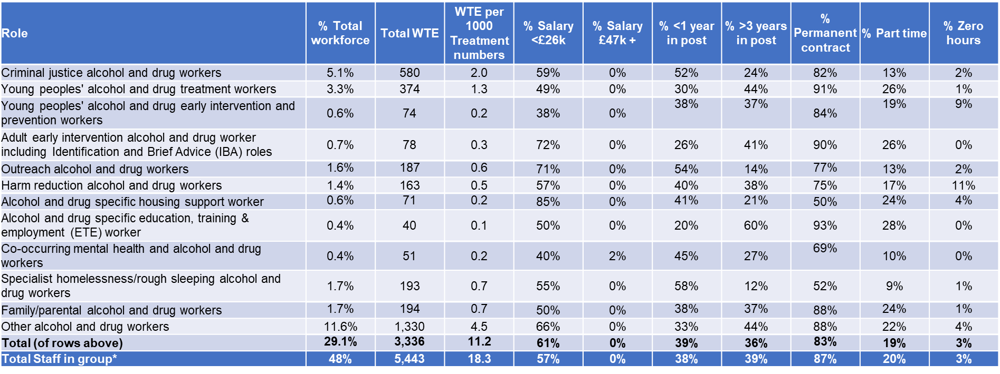 Role % Total workforce Total WTE WTE per 1000 Treatment numbers % Salary <£26k % Salary £47k + % <1 year in post % >3 years in post % Permanent contract % Part time % Zero hours
Criminal justice alcohol and drug workers 5.1% 580 2.0 59% 0% 52% 24% 82% 13% 2%
Young peoples' alcohol and drug treatment workers 3.3% 374 1.3 49% 0% 30% 44% 91% 26% 1%
Young peoples' alcohol and drug early intervention and prevention workers 0.6% 74 0.2 38% 0% 38% 37% 84% 19% 9%
Adult early intervention alcohol and drug worker including Identification and Brief Advice (IBA) roles 0.7% 78 0.3 72% 0% 26% 41% 90% 26% 0%
Outreach alcohol and drug workers 1.6% 187 0.6 71% 0% 54% 14% 77% 13% 2%
Harm reduction alcohol and drug workers 1.4% 163 0.5 57% 0% 40% 38% 75% 17% 11%
Alcohol and drug specific housing support worker 0.6% 71 0.2 85% 0% 41% 21% 50% 24% 4%
Alcohol and drug specific education, training & employment (ETE) worker 0.4% 40 0.1 50% 0% 20% 60% 93% 28% 0%
Co-occurring mental health and alcohol and drug workers 0.4% 51 0.2 40% 2% 45% 27% 69% 10% 0%
Specialist homelessness/rough sleeping alcohol and drug workers 1.7% 193 0.7 55% 0% 58% 12% 52% 9% 1%
Family/parental alcohol and drug workers 1.7% 194 0.7 50% 0% 38% 37% 88% 24% 1%
Other alcohol and drug workers 11.6% 1,330 4.5 66% 0% 33% 44% 88% 22% 4%
Total (of rows above) 29.1% 3,336 11.2 61% 0% 39% 36% 83% 19% 3%
Total Staff in group* 48% 5,443 18.3 57% 0% 38% 39% 87% 20% 3%